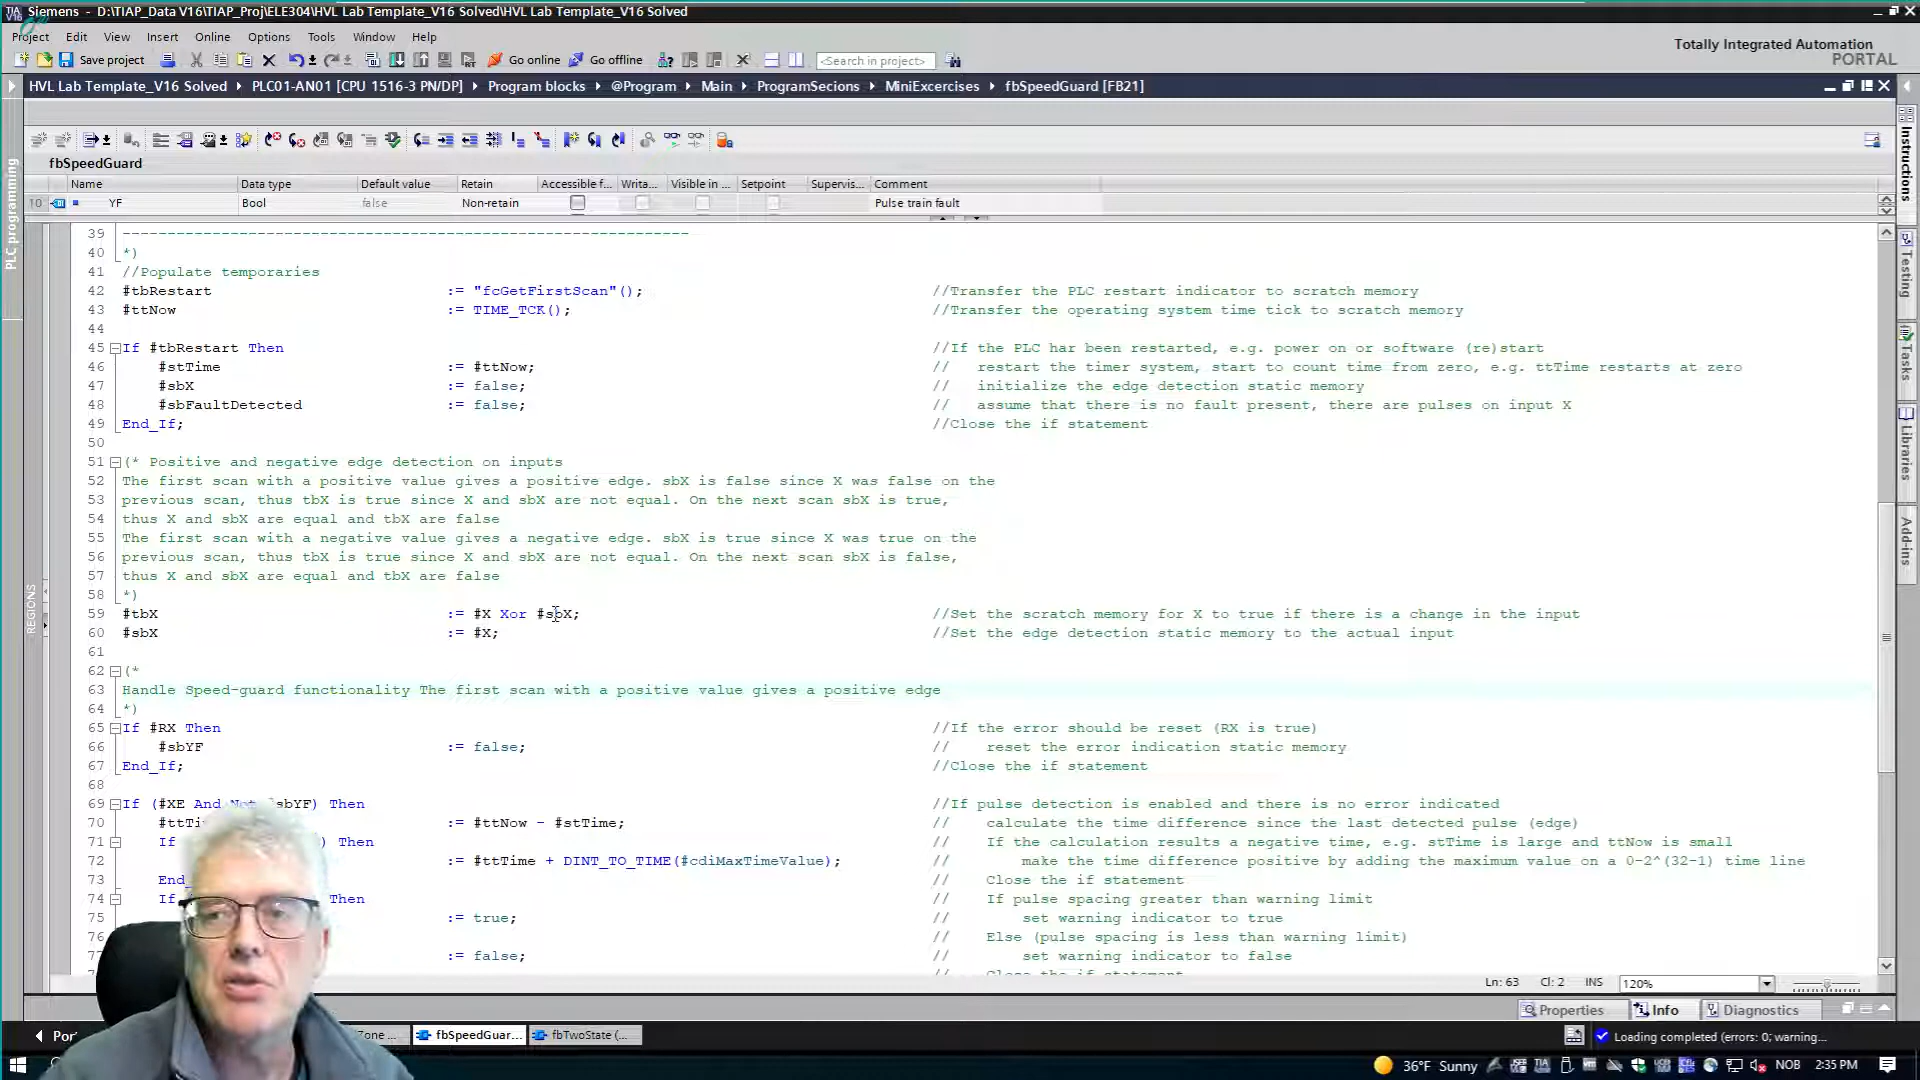 Siemens - D:\TIAP_Data V16\TIAP_Proj\ELE304\HVL Lab Template_V16 Solved\HVL Lab Template_V16 Solved
Project Edit View Insert Online Options Tools Window Help
Totally Integrated Automation
PORTAL
Save project Go online Go offline <Search in project>
HVL Lab Template_V16 Solved PLC01-AN01 [CPU 1516-3 PN/DP] Program blocks @Program Main ProgramSecions MiniExcercises fbSpeedGuard [FB21]
fbSpeedGuard
Name Data type Default value Retain Accessible f... Writa... Visible in ... Setpoint Supervis... Comment
10 YF Bool false Non-retain Pulse train fault
39 ---------------------------------------------------------------
40 *)
41 //Populate temporaries
42 #tbRestart := "fcGetFirstScan"(); //Transfer the PLC restart indicator to scratch memory
43 #ttNow := TIME_TCK(); //Transfer the operating system time tick to scratch memory
44
45 If #tbRestart Then //If the PLC har been restarted, e.g. power on or software (re)start
46 #stTime := #ttNow; // restart the timer system, start to count time from zero, e.g. ttTime restarts at zero
47 #sbX := false; // initialize the edge detection static memory
48 #sbFaultDetected := false; // assume that there is no fault present, there are pulses on input X
49 End_If; //Close the if statement
50
51 (* Positive and negative edge detection on inputs
52 The first scan with a positive value gives a positive edge. sbX is false since X was false on the
53 previous scan, thus tbX is true since X and sbX are not equal. On the next scan sbX is true,
54 thus X and sbX are equal and tbX are false
55 The first scan with a negative value gives a negative edge. sbX is true since X was true on the
56 previous scan, thus tbX is true since X and sbX are not equal. On the next scan sbX is false,
57 thus X and sbX are equal and tbX are false
58 *)
59 #tbX := #X Xor #sbX; //Set the scratch memory for X to true if there is a change in the input
60 #sbX := #X; //Set the edge detection static memory to the actual input
61
62 (*
63 Handle Speed-guard functionality The first scan with a positive value gives a positive edge
64 *)
65 If #RX Then //If the error should be reset (RX is true)
66 #sbYF := false; // reset the error indication static memory
67 End_If; //Close the if statement
68
69 If (#XE And Not #sbYF) Then //If pulse detection is enabled and there is no error indicated
70 := #ttNow - #stTime; // calculate the time difference since the last detected pulse (edge)
71 If ) Then // If the calculation results a negative time, e.g. stTime is large and ttNow is small
72 := #ttTime + DINT_TO_TIME(#cdiMaxTimeValue); // make the time difference positive by adding the maximum value on a 0-2^(32-1) time line
73 // Close the if statement
74 If Then // If pulse spacing greater than warning limit
75 := true; // set warning indicator to true
76 // Else (pulse spacing is less than warning limit)
77 := false; // set warning indicator to false
// Close the if statement
Ln: 63 Cl: 2 INS 120%
Properties Info Diagnostics
fbSpeedGuar... fbTwoState (...
Loading completed (errors: 0; warning...
36°F Sunny NOB 2:35 PM
PLC programming
REGIONS
Instructions
Testing
Tasks
Libraries
Add-ins